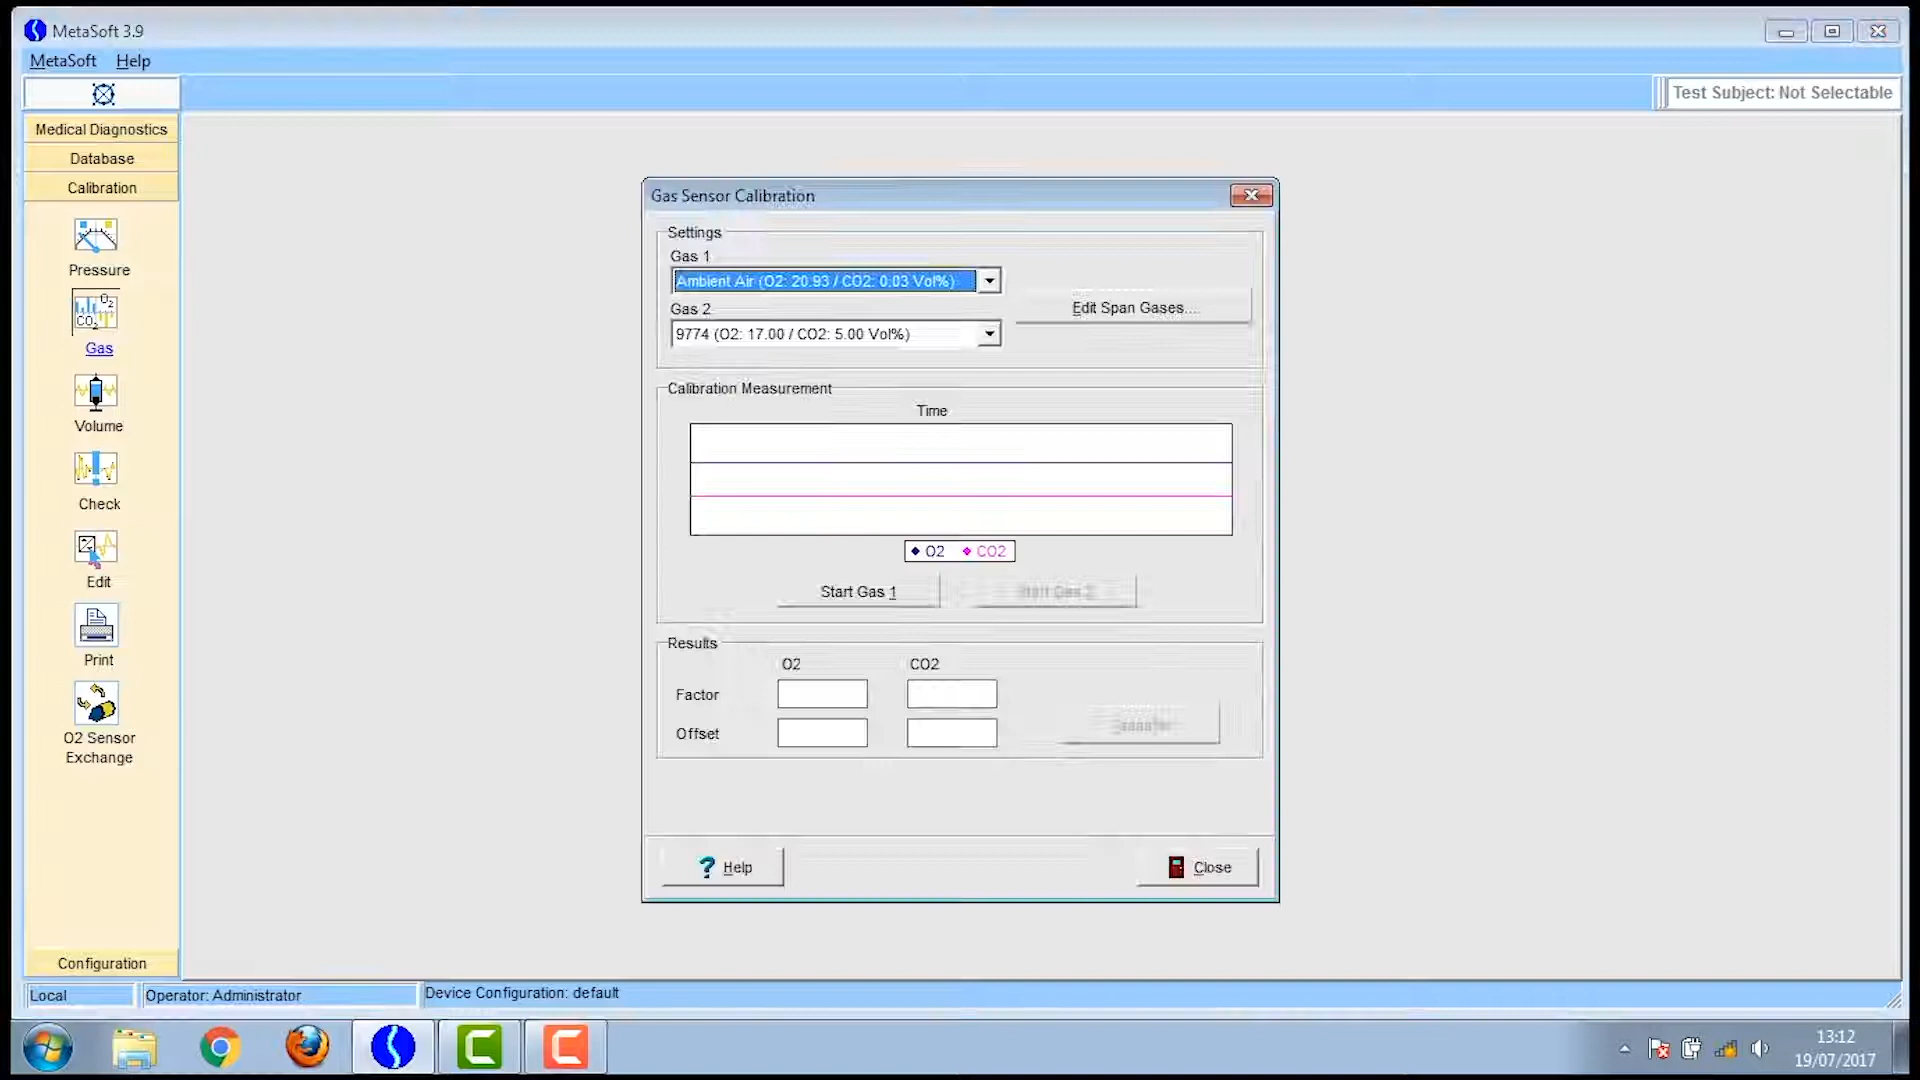 MetaSoft 3.9
MetaSoft Help
Test Subject: Not Selectable
Medical Diagnostics
Database
Calibration
Pressure
O2
CO2
Gas
Volume
Check
Edit
Print
O2 Sensor
Exchange
Configuration
Gas Sensor Calibration
Settings
Gas 1
Ambient Air (O2: 20.93 / CO2: 0.03 Vol%)
Edit Span Gases....
Gas 2
9774 (O2: 17.00 / CO2: 5.00 Vol%)
Calibration Measurement
Time
O2 CO2
Start Gas 1 Start Gas 2
Results
O2 CO2
Factor
Offset
? Help
Close
Local
Operator: Administrator
Device Configuration: default
13:12
19/07/2017